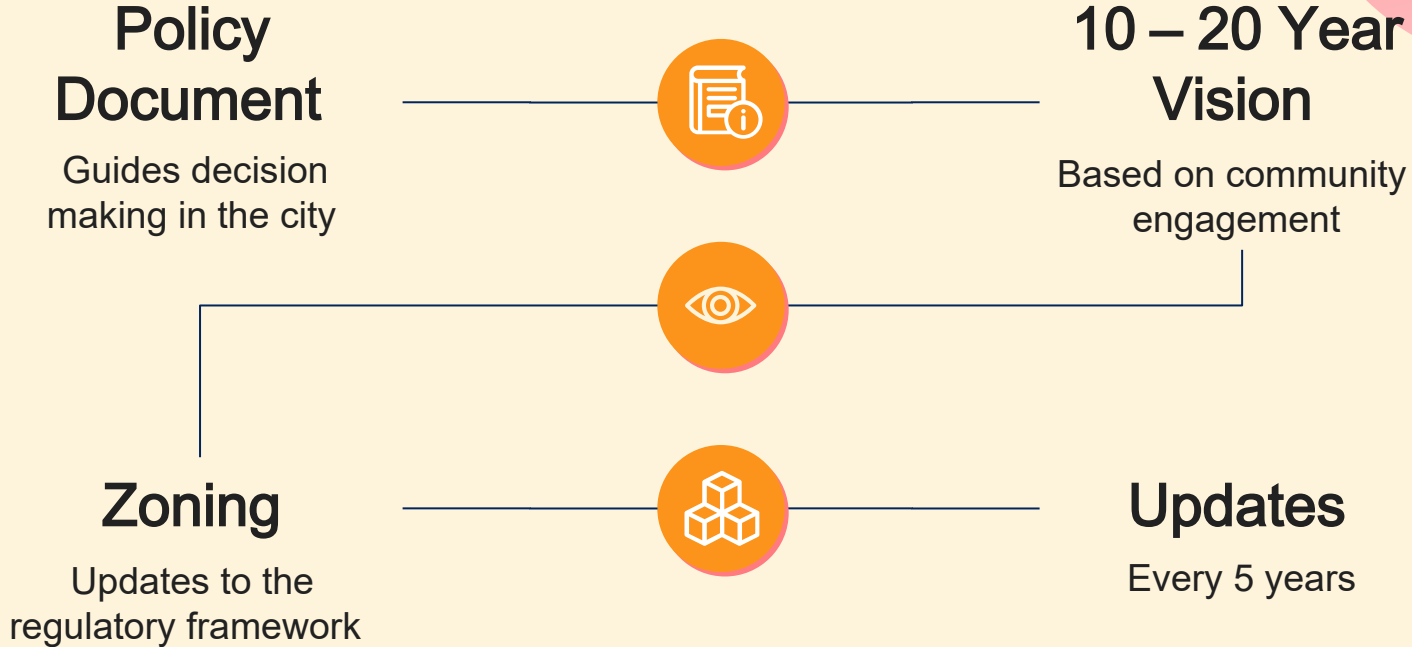 Policy
Document
Guides decision
making in the city
10 – 20 Year
Vision
Based on community
engagement
Zoning
Updates to the
regulatory framework
Updates
Every 5 years